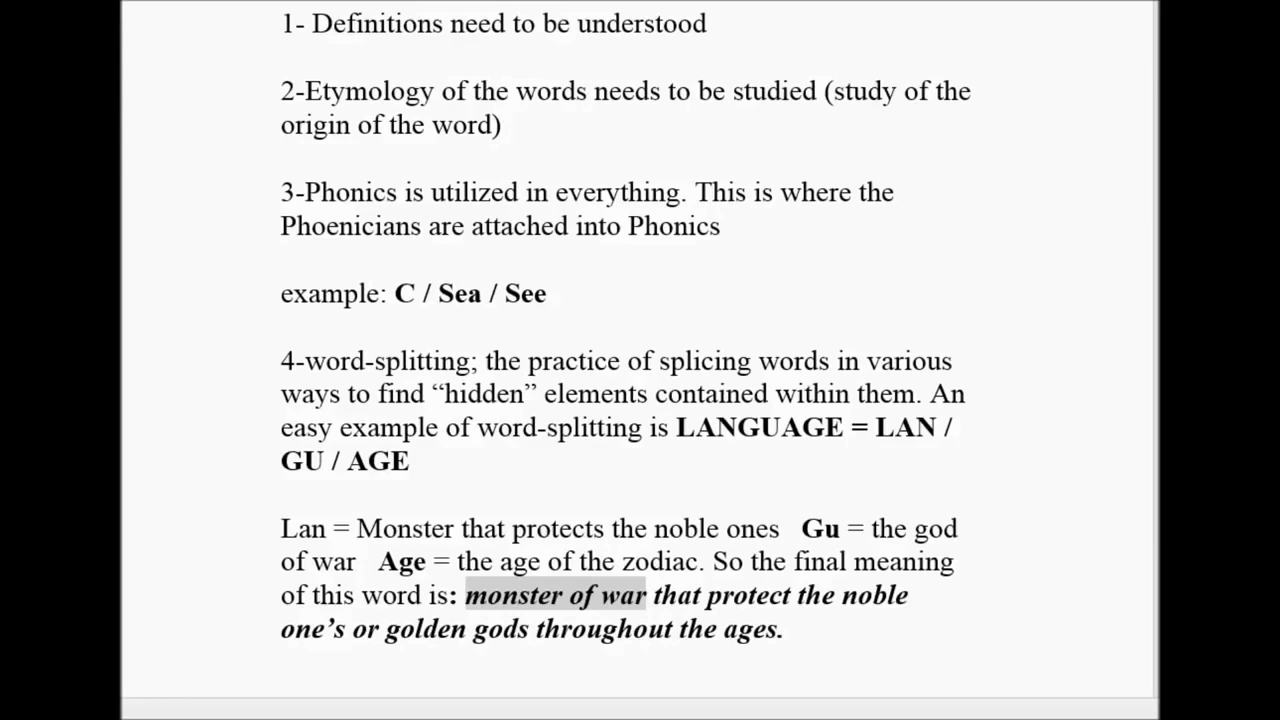 1- Definitions need to be understood
2-Etymology of the words needs to be studied (study of the
origin of the word)
3-Phonics is utilized in everything. This is where the
Phoenicians are attached into Phonics
example: C / Sea / See
4-word-splitting; the practice of splicing words in various
ways to find “hidden” elements contained within them. An
easy example of word-splitting is LANGUAGE = LAN /
GU / AGE
Lan = Monster that protects the noble ones Gu = the god
of war Age = the age of the zodiac. So the final meaning
of this word is: monster of war that protect the noble
one’s or golden gods throughout the ages.